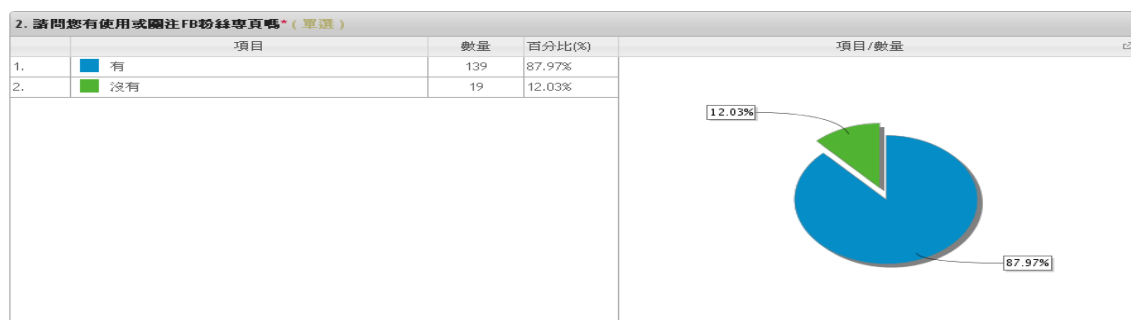 2. 請問您有使用或關注FB粉絲專頁嗎*（單選）
項目 數量 百分比(%) 項目/數量
1. 有 139 87.97%
2. 沒有 19 12.03%
12.03%
87.97%